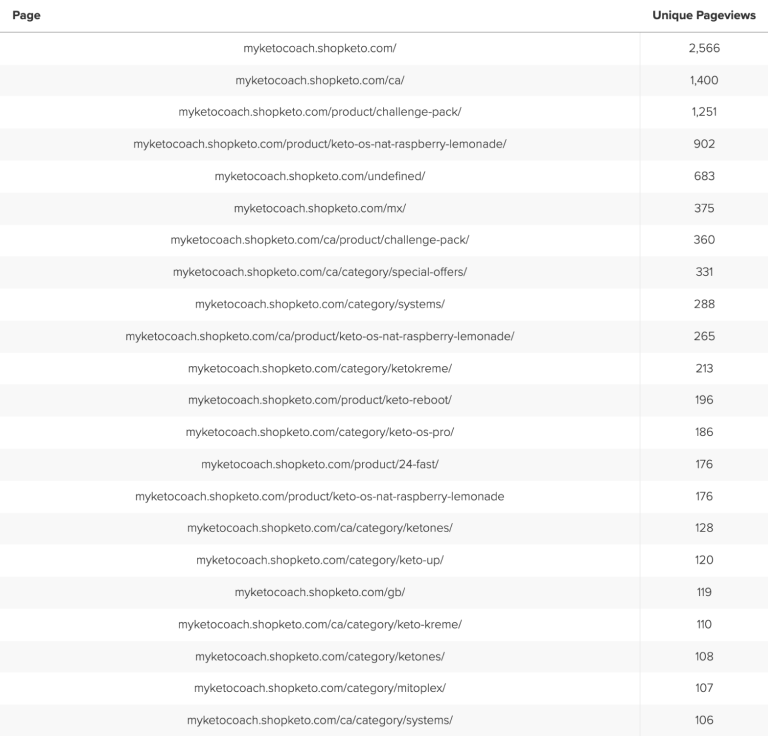 Page Unique Pageviews
myketocoach.shopketo.com/ 2,566
myketocoach.shopketo.com/ca/ 1,400
myketocoach.shopketo.com/product/challenge-pack/ 1,251
myketocoach.shopketo.com/product/keto-os-nat-raspberry-lemonade/ 902
myketocoach.shopketo.com/undefined/ 683
myketocoach.shopketo.com/mx/ 375
myketocoach.shopketo.com/ca/product/challenge-pack/ 360
myketocoach.shopketo.com/ca/category/special-offers/ 331
myketocoach.shopketo.com/category/systems/ 288
myketocoach.shopketo.com/ca/product/keto-os-nat-raspberry-lemonade/ 265
myketocoach.shopketo.com/category/ketokreme/ 213
myketocoach.shopketo.com/product/keto-reboot/ 196
myketocoach.shopketo.com/category/keto-os-pro/ 186
myketocoach.shopketo.com/product/24-fast/ 176
myketocoach.shopketo.com/product/keto-os-nat-raspberry-lemonade 176
myketocoach.shopketo.com/ca/category/ketones/ 128
myketocoach.shopketo.com/category/keto-up/ 120
myketocoach.shopketo.com/gb/ 119
myketocoach.shopketo.com/ca/category/keto-kreme/ 110
myketocoach.shopketo.com/category/ketones/ 108
myketocoach.shopketo.com/category/mitoplex/ 107
myketocoach.shopketo.com/ca/category/systems/ 106